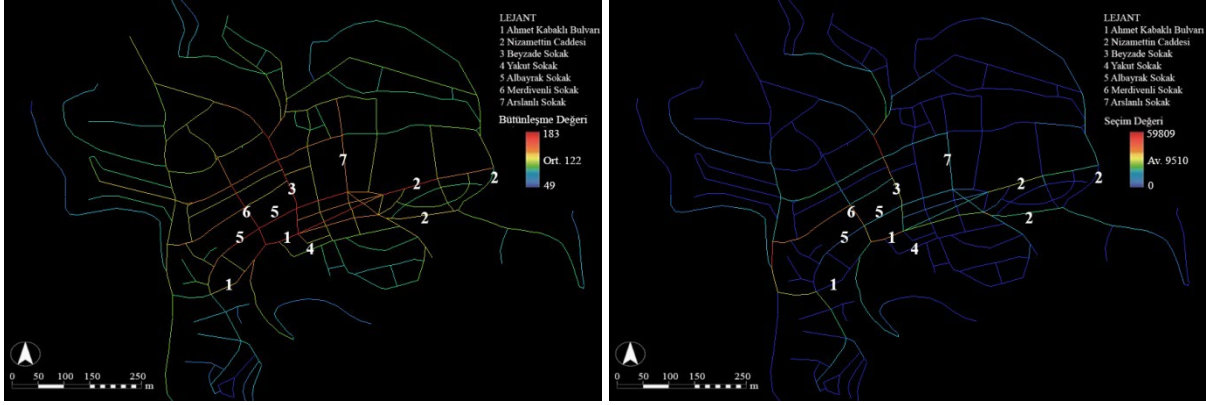 LEJANT
1 Ahmet Kabaklı Bulvarı
2 Nizamettin Caddesi
3 Beyzade Sokak
4 Yakut Sokak
5 Albayrak Sokak
6 Merdivenli Sokak
7 Arslanlı Sokak
Bütünleşme Değeri
183
Ort. 122
49
7
2
2
3
6
5
2
5
1
4
1
0 50 100 150 250
m
LEJANT
1 Ahmet Kabaklı Bulvarı
2 Nizamettin Caddesi
3 Beyzade Sokak
4 Yakut Sokak
5 Albayrak Sokak
6 Merdivenli Sokak
7 Arslanlı Sokak
Seçim Değeri
59809
Av. 9510
0
7
2
2
3
6
5
2
5
1
4
1
0 50 100 150 250
m